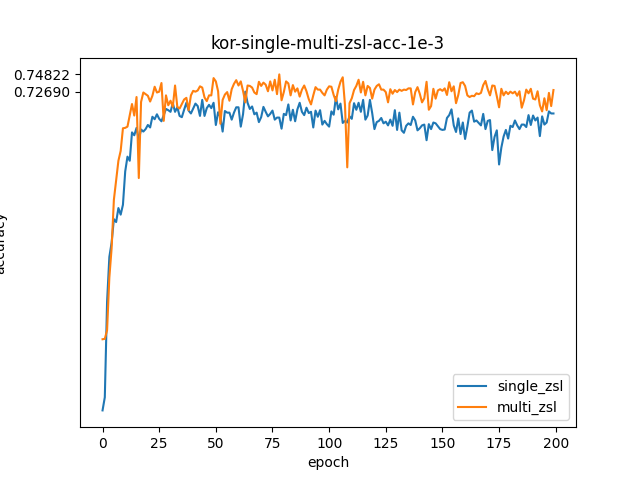 kor-single-multi-zsl-acc-1e-3
0.74822
0.72690
accuracy
single_zsl
multi_zsl
0 25 50 75 100 125 150 175 200
epoch